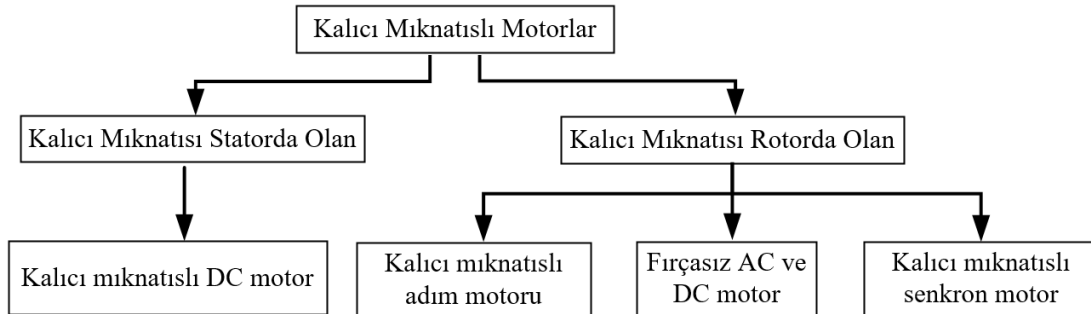 Kalıcı Mıknatıslı Motorlar
Kalıcı Mıknatısı Statorda Olan
Kalıcı Mıknatısı Rotorda Olan
Kalıcı mıknatıslı DC motor
Kalıcı mıknatıslı
adım motoru
Fırçasız AC ve
DC motor
Kalıcı mıknatıslı
senkron motor